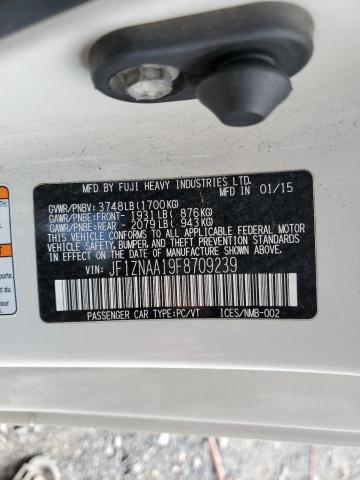 MFD BY FUJI HEAVY INDUSTRIES LTD.
MADE IN JAPAN 01/15
GVWR/PNBV: 3748LB(1700KG)
GAWR/PNBE:FRONT- 1931LB( 876KG)
GAWR/PNBE:REAR - 2079LB( 943KG)
THIS VEHICLE CONFORMS TO ALL APPLICABLE FEDERAL MOTOR
VEHICLE SAFETY, BUMPER, AND THEFT PREVENTION STANDARDS
IN EFFECT ON THE DATE OF MANUFACTURE SHOWN ABOVE.
VIN: JF1ZNAA19F8709239
PASSENGER CAR TYPE:PC/VT ICES/NMB-002